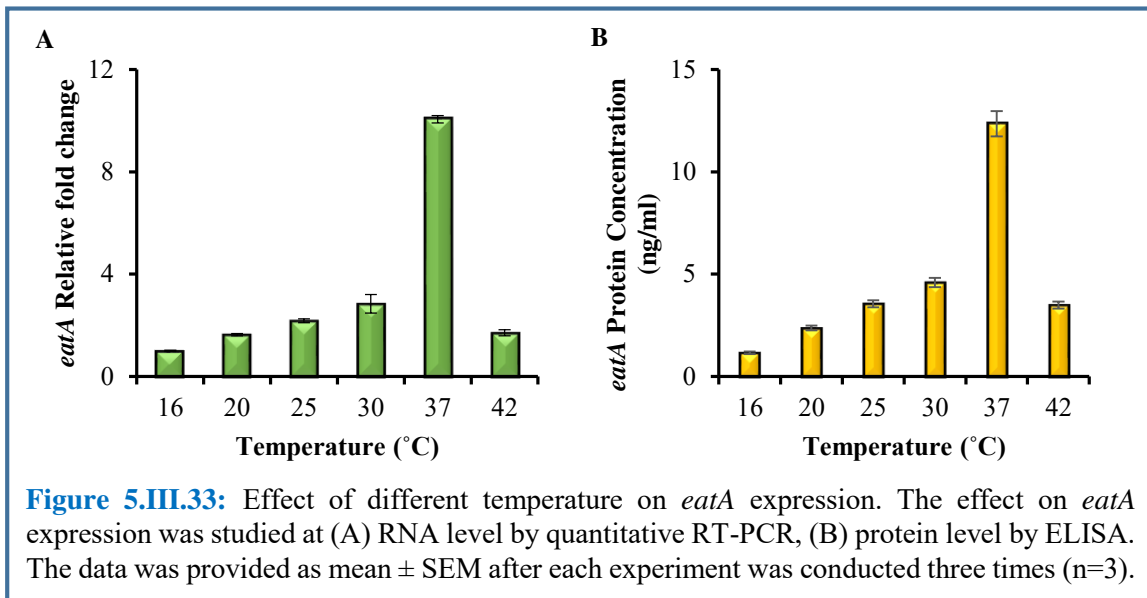 A
eatA Relative fold change
12
8
4
0
16 20 25 30 37 42
Temperature (˚C)
B
eatA Protein Concentration
(ng/ml)
15
10
5
0
16 20 25 30 37 42
Temperature (˚C)
Figure 5.III.33: Effect of different temperature on eatA expression. The effect on eatA
expression was studied at (A) RNA level by quantitative RT-PCR, (B) protein level by ELISA.
The data was provided as mean ± SEM after each experiment was conducted three times (n=3).